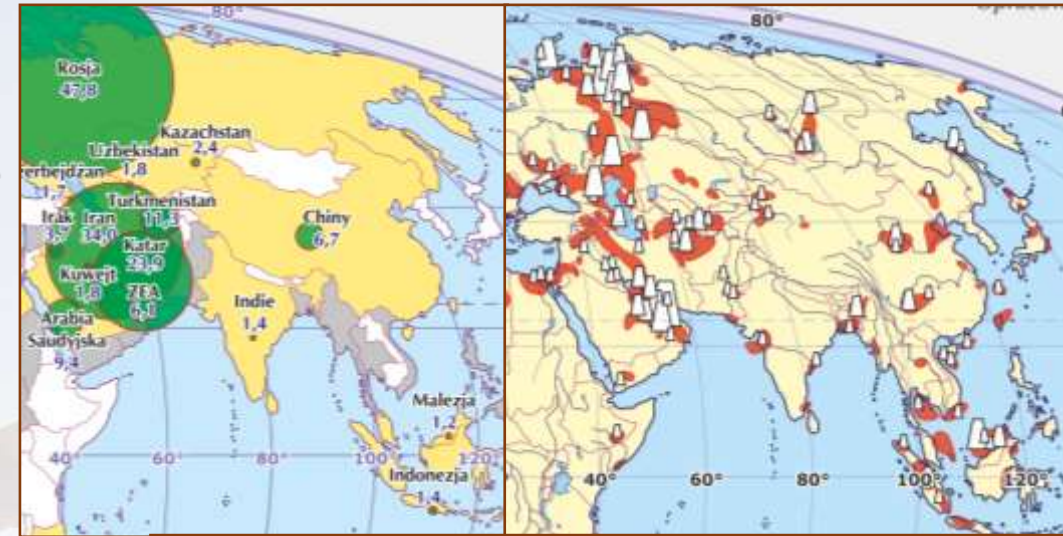 80°
Rosja
47,8
Kazachstan
2,4
Uzbekistan
1,8
erbejdżan
1,7
Turkmenistan
11,3
Irak
3,7
Iran
34,0
Chiny
6,7
Katar
23,9
Kuwejt
1,8
ZEA
6,1
Indie
1,4
Arabia
Saudyjska
9,4
Malezja
1,2
Indonezja
1,4
40°
60°
80°
100°
120°
80°
40°
60°
80°
100°
120°